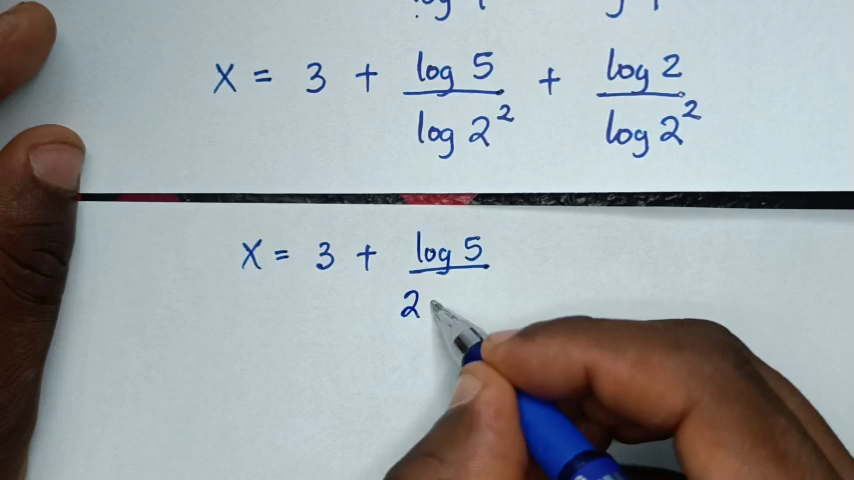 x = 3 + log 5 / log 2² + log 2 / log 2²
x = 3 + log 5 / 2